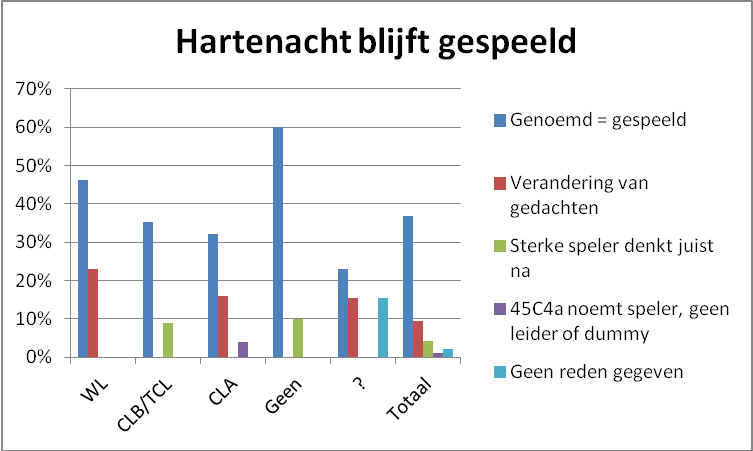 Hartenacht blijft gespeeld
70%
60%
50%
40%
30%
20%
10%
0%
WL
CLB/TCL
CLA
Geen
?
Totaal
Genoemd = gespeeld
Verandering van
gedachten
Sterke speler denkt juist
na
45C4a noemt speler, geen
leider of dummy
Geen reden gegeven